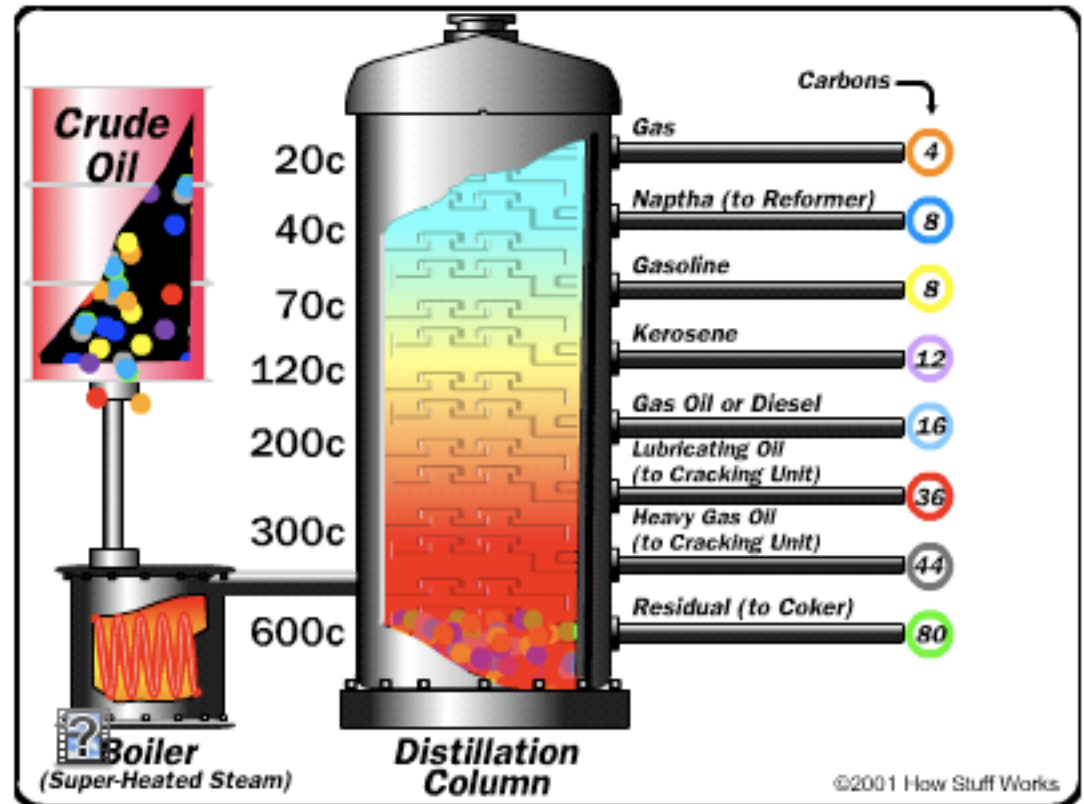 Carbons
Crude
Oil
20c
40c
70c
120c
200c
300c
600c
Gas
4
Naptha (to Reformer)
8
Gasoline
8
Kerosene
12
Gas Oil or Diesel
16
Lubricating Oil
(to Cracking Unit)
36
Heavy Gas Oil
(to Cracking Unit)
44
Residual (to Coker)
80
?
Boiler
(Super-Heated Steam)
Distillation
Column
©2001 How Stuff Works